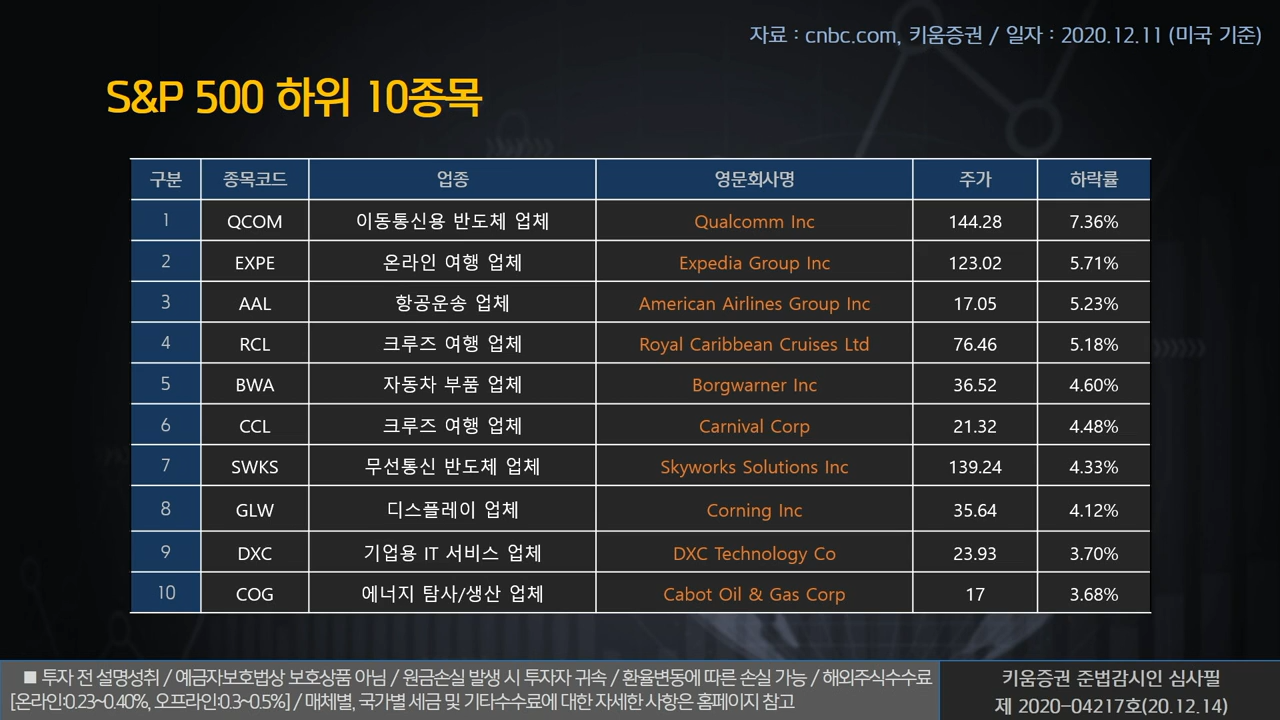 자료 : cnbc.com, 키움증권 / 일자 : 2020.12.11 (미국 기준)
S&P 500 하위 10종목
구분 종목코드 업종 영문회사명 주가 하락률
1 QCOM 이동통신용 반도체 업체 Qualcomm Inc 144.28 7.36%
2 EXPE 온라인 여행 업체 Expedia Group Inc 123.02 5.71%
3 AAL 항공운송 업체 American Airlines Group Inc 17.05 5.23%
4 RCL 크루즈 여행 업체 Royal Caribbean Cruises Ltd 76.46 5.18%
5 BWA 자동차 부품 업체 Borgwarner Inc 36.52 4.60%
6 CCL 크루즈 여행 업체 Carnival Corp 21.32 4.48%
7 SWKS 무선통신 반도체 업체 Skyworks Solutions Inc 139.24 4.33%
8 GLW 디스플레이 업체 Corning Inc 35.64 4.12%
9 DXC 기업용 IT 서비스 업체 DXC Technology Co 23.93 3.70%
10 COG 에너지 탐사/생산 업체 Cabot Oil & Gas Corp 17 3.68%
■ 투자 전 설명성취 / 예금자보호법상 보호상품 아님 / 원금손실 발생 시 투자자 귀속 / 환율변동에 따른 손실 가능 / 해외주식수수료
[온라인:0.23~0.40%, 오프라인:0.3~0.5%] / 매체별, 국가별 세금 및 기타수수료에 대한 자세한 사항은 홈페이지 참고
키움증권 준법감시인 심사필
제 2020-04217호(20.12.14)